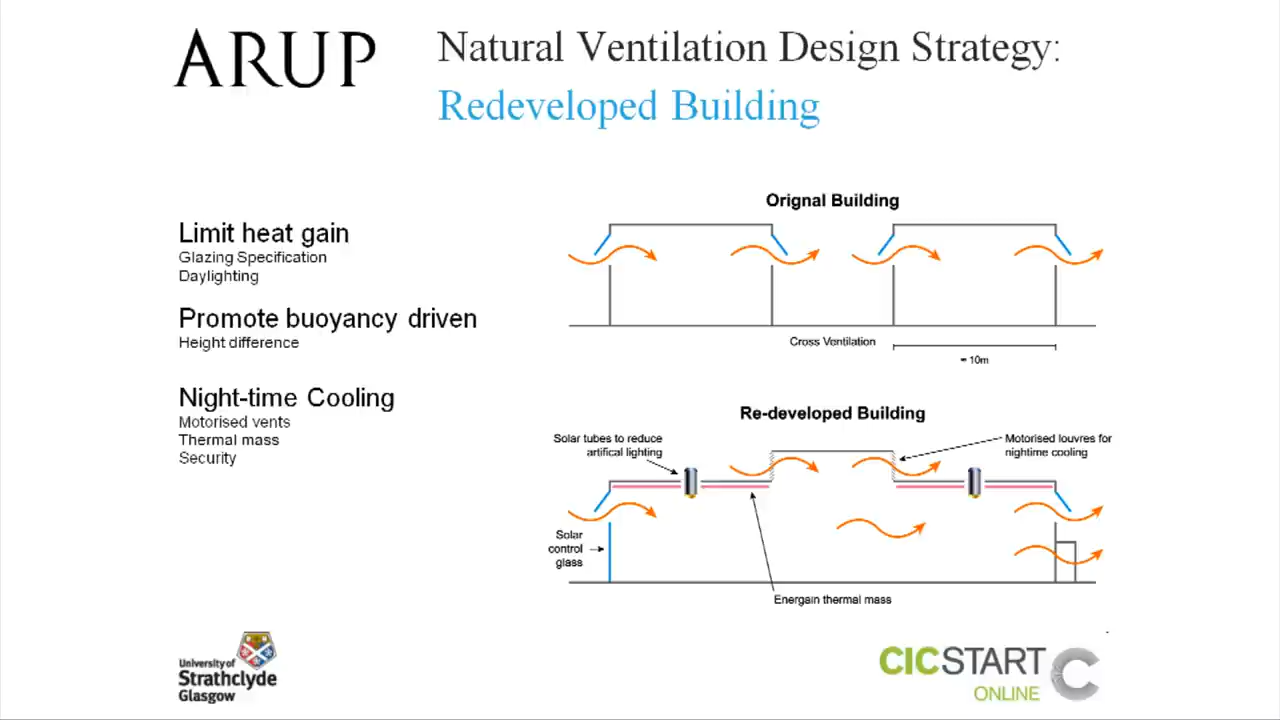 ARUP
Natural Ventilation Design Strategy:
Redeveloped Building
Limit heat gain
Glazing Specification
Daylighting
Promote buoyancy driven
Height difference
Night-time Cooling
Motorised vents
Thermal mass
Security
Orignal Building
Cross Ventilation
≈ 10m
Re-developed Building
Solar tubes to reduce
artifical lighting
Motorised louvres for
nightime cooling
Solar
control
glass
Energain thermal mass
University of
Strathclyde
Glasgow
CICSTART
ONLINE